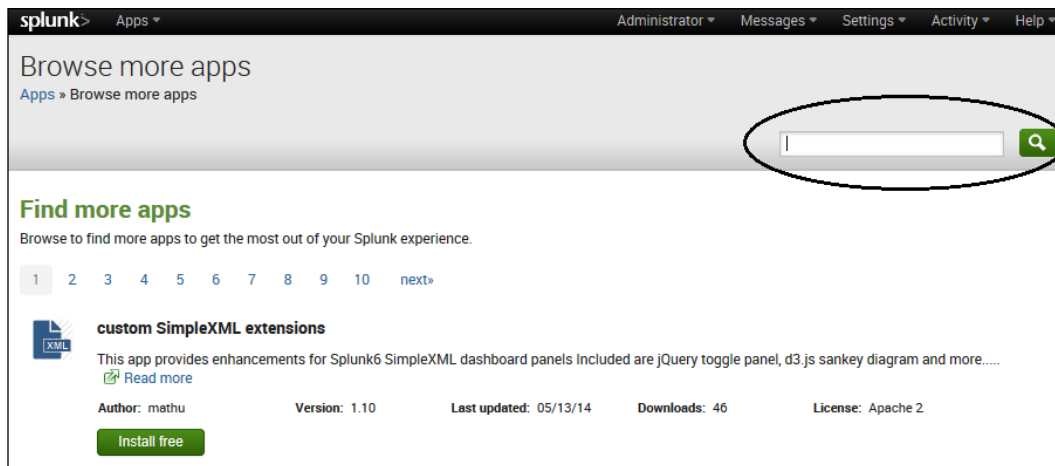 splunk> Apps Administrator Messages Settings Activity Help
Browse more apps
Apps » Browse more apps
Find more apps
Browse to find more apps to get the most out of your Splunk experience.
1 2 3 4 5 6 7 8 9 10 next»
custom SimpleXML extensions
XML
This app provides enhancements for Splunk6 SimpleXML dashboard panels Included are jQuery toggle panel, d3.js sankey diagram and more.....
Read more
Author: mathu Version: 1.10 Last updated: 05/13/14 Downloads: 46 License: Apache 2
Install free